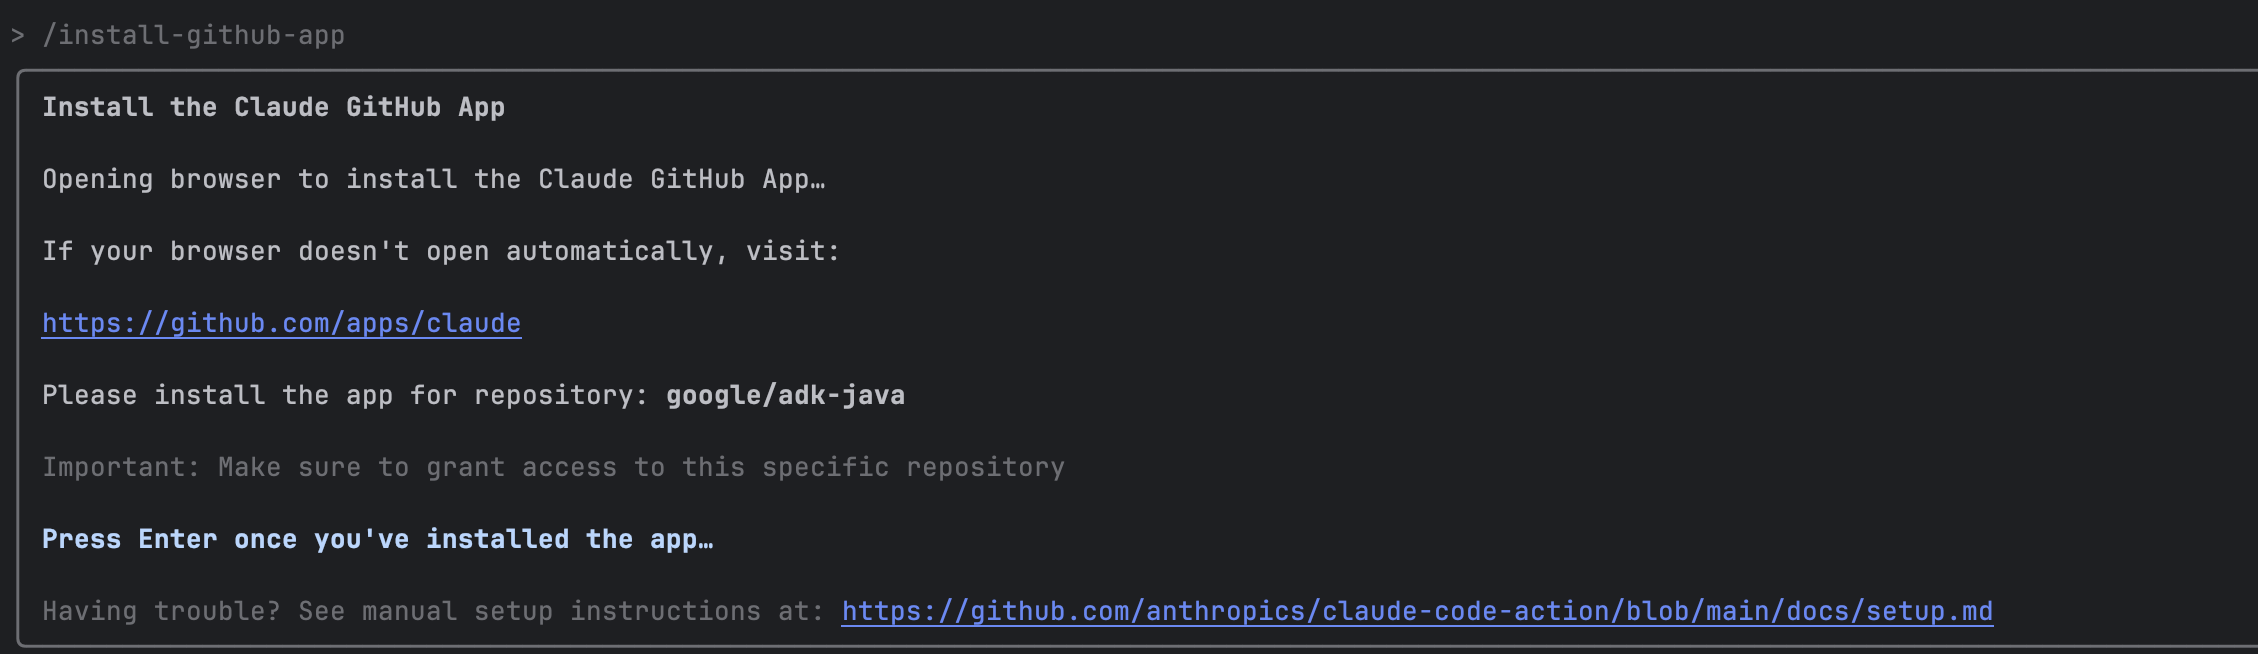 > /install-github-app
Install the Claude GitHub App
Opening browser to install the Claude GitHub App…
If your browser doesn't open automatically, visit:
https://github.com/apps/claude
Please install the app for repository: google/adk-java
Important: Make sure to grant access to this specific repository
Press Enter once you've installed the app…
Having trouble? See manual setup instructions at: https://github.com/anthropics/claude-code-action/blob/main/docs/setup.md